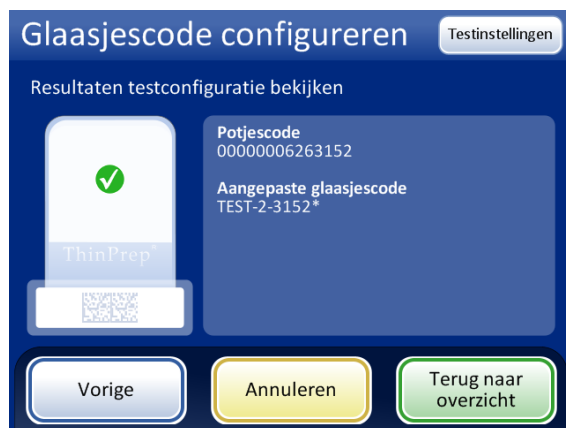 Glaasjescode configureren
Testinstellingen
Resultaten testconfiguratie bekijken
Potjescode
00000006263152
Aangepaste glaasjescode
TEST-2-3152*
ThinPrep®
Vorige
Annuleren
Terug naar
overzicht